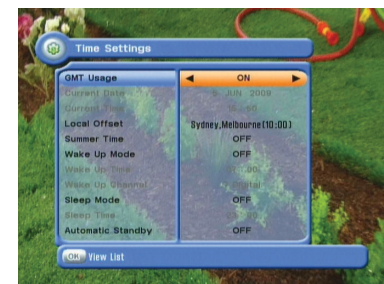 Time Settings
GMT Usage ON
Current Date JUN 2008
Current Time
Local Offset Sydney,Melbourne(10:00)
Summer Time OFF
Wake Up Mode OFF
Wake Up Time
Wake Up Channel
Sleep Mode OFF
Sleep Time
Automatic Standby OFF
OK View List